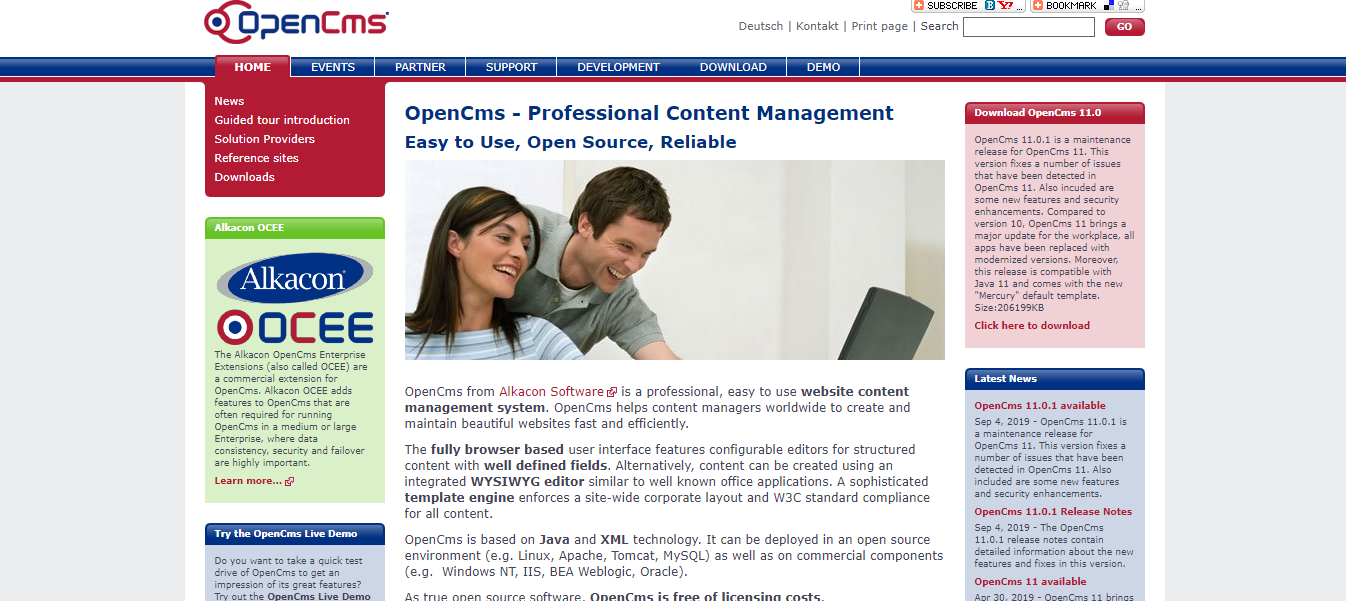 OpenCms
SUBSCRIBE
BOOKMARK
Deutsch | Kontakt | Print page | Search
GO
HOME
EVENTS
PARTNER
SUPPORT
DEVELOPMENT
DOWNLOAD
DEMO
News
Guided tour introduction
Solution Providers
Reference sites
Downloads
Alkacon OCEE
Alkacon
OCEE
The Alkacon OpenCms Enterprise
Extensions (also called OCEE) are
a commercial extension for
OpenCms. Alkacon OCEE adds
features to OpenCms that are
often required for running
OpenCms in a medium or large
Enterprise, where data
consistency, security and failover
are highly important.
Learn more...
Try the OpenCms Live Demo
Do you want to take a quick test
drive of OpenCms to get an
impression of its great features?
Try out the OpenCms Live Demo
OpenCms - Professional Content Management
Easy to Use, Open Source, Reliable
OpenCms from Alkacon Software is a professional, easy to use website content
management system. OpenCms helps content managers worldwide to create and
maintain beautiful websites fast and efficiently.
The fully browser based user interface features configurable editors for structured
content with well defined fields. Alternatively, content can be created using an
integrated WYSIWYG editor similar to well known office applications. A sophisticated
template engine enforces a site-wide corporate layout and W3C standard compliance
for all content.
OpenCms is based on Java and XML technology. It can be deployed in an open source
environment (e.g. Linux, Apache, Tomcat, MySQL) as well as on commercial components
(e.g. Windows NT, IIS, BEA Weblogic, Oracle).
As true open source software, OpenCms is free of licensing costs.
Download OpenCms 11.0
OpenCms 11.0.1 is a maintenance
release for OpenCms 11. This
version fixes a number of issues
that have been detected in
OpenCms 11. Also incuded are
some new features and security
enhancements. Compared to
version 10, OpenCms 11 brings a
major update for the workplace, all
apps have been replaced with
modernized versions. Moreover,
this release is compatible with
Java 11 and comes with the new
"Mercury" default template.
Size:206199KB
Click here to download
Latest News
OpenCms 11.0.1 available
Sep 4, 2019 - OpenCms 11.0.1 is
a maintenance release for
OpenCms 11. This version fixes a
number of issues that have been
detected in OpenCms 11. Also
included are some new features
and security enhancements.
OpenCms 11.0.1 Release Notes
Sep 4, 2019 - The OpenCms
11.0.1 release notes contain
detailed information about the new
features and fixes in this version.
OpenCms 11 available
Apr 30, 2019 - OpenCms 11 brings